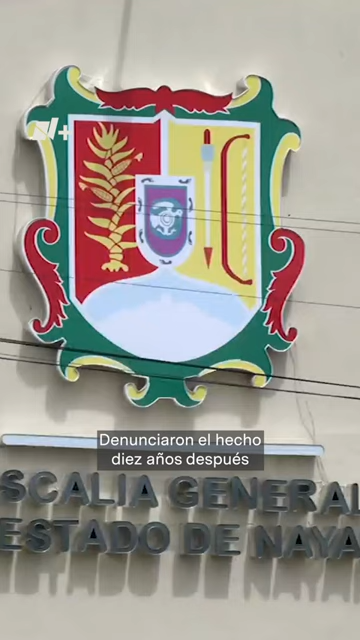 N+
Denunciaron el hecho
diez años después
SCALIA GENERAL
ESTADO DE NAYA